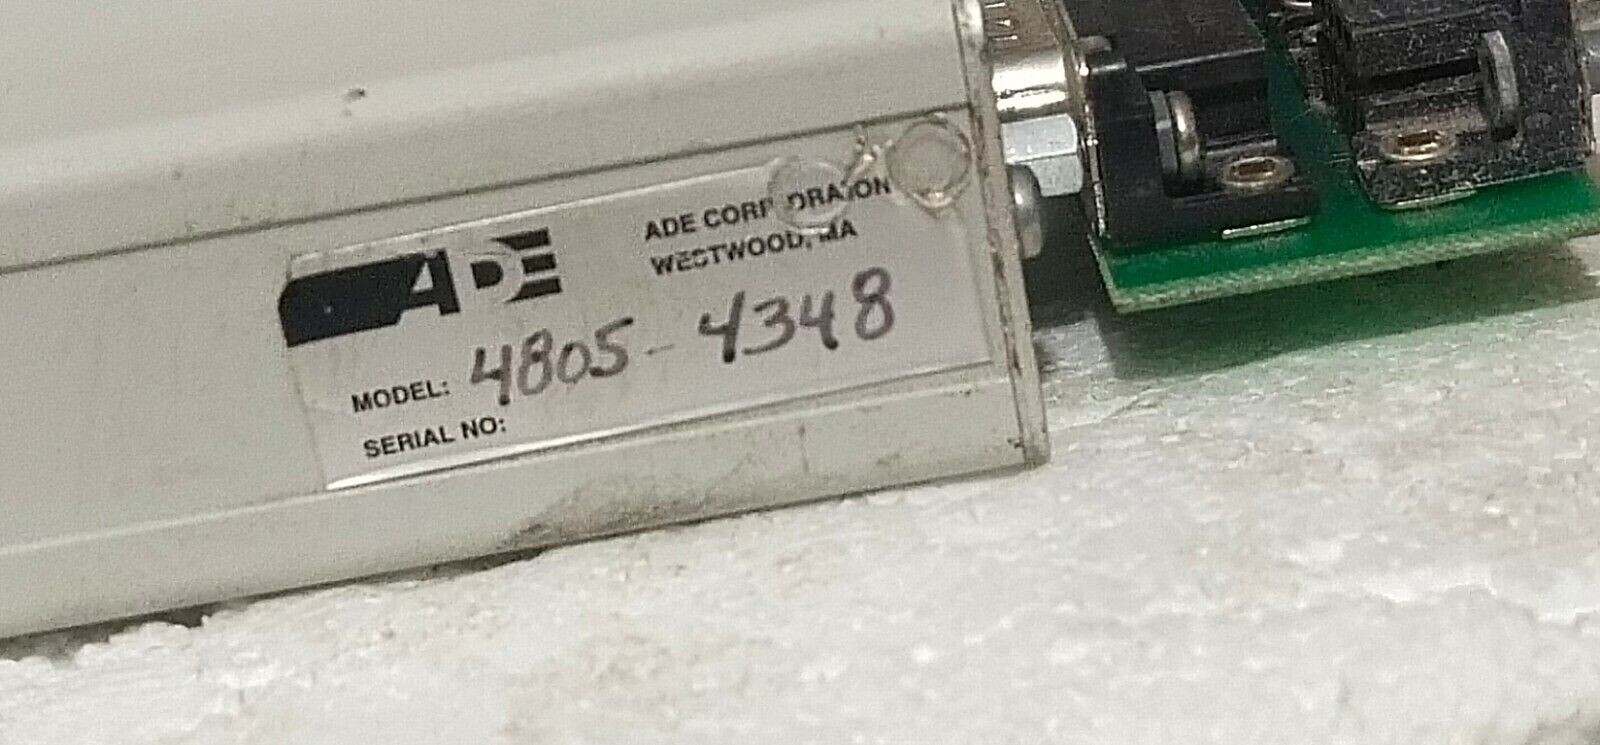 ADE
ADE CORPORATION
WESTWOOD, MA
MODEL: 4805-4348
SERIAL NO: